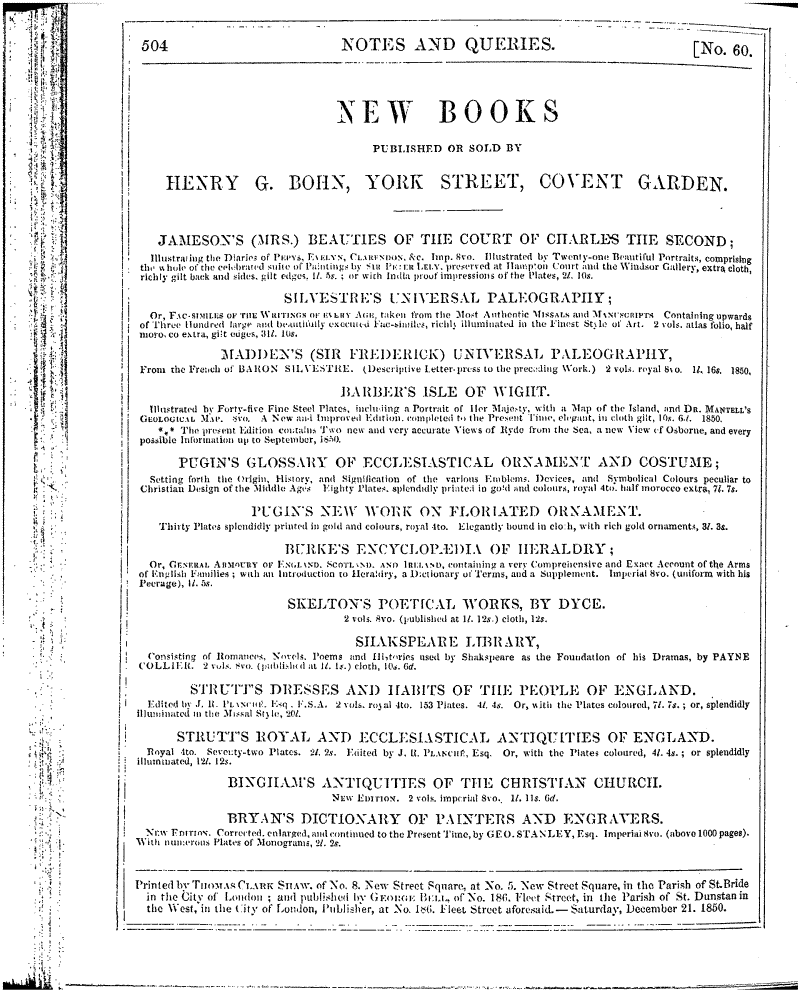 504 NOTES AND QUERIES. [No. 60.
NEW BOOKS
PUBLISHED OR SOLD BY
HENRY G. BOHN, YORK STREET, COVENT GARDEN.
JAMESON'S (MRS.) BEAUTIES OF THE COURT OF CHARLES THE SECOND;
Illustrating the Diaries of PEPYS, EVELYN, CLARENDON, &c. Imp. 8vo. Illustrated by Twenty-one Beautiful Portraits, comprising
the whole of the celebrated suite of Paintings by SIR PETER LELY, preserved at Hampton Court and the Windsor Gallery, extra cloth,
richly gilt back and sides, gilt edges, 1l. 5s.; or with India proof impressions of the Plates, 2l. 10s.
SILVESTRE'S UNIVERSAL PALEOGRAPHY;
Or, FAC-SIMILES OF THE WRITINGS OF EVERY AGE, taken from the Most Authentic MISSALS and MANUSCRIPTS Containing upwards
of Three Hundred large and beautifully executed Fac-similes, richly illuminated in the Finest Style of Art. 2 vols. atlas folio, half
morocco extra, gilt edges, 31l. 10s.
MADDEN'S (SIR FREDERICK) UNIVERSAL PALEOGRAPHY,
From the French of BARON SILVESTRE. (Descriptive Letter-press to the preceding Work.) 2 vols. royal 8vo. 1l. 16s. 1850.
BARBER'S ISLE OF WIGHT.
Illustrated by Forty-five Fine Steel Plates, including a Portrait of Her Majesty, with a Map of the Island, and DR. MANTELL'S
GEOLOGICAL MAP. 8vo. A New and Improved Edition, completed to the Present Time, elegant, in cloth gilt, 10s. 6d. 1850.
*** The present Edition contains Two new and very accurate Views of Ryde from the Sea, a new View of Osborne, and every
possible Information up to September, 1850.
PUGIN'S GLOSSARY OF ECCLESIASTICAL ORNAMENT AND COSTUME;
Setting forth the Origin, History, and Signification of the various Emblems, Devices, and Symbolical Colours peculiar to
Christian Design of the Middle Ages Eighty Plates, splendidly printed in gold and colours, royal 4to. half morocco extra, 7l. 7s.
PUGIN'S NEW WORK ON FLORIATED ORNAMENT.
Thirty Plates splendidly printed in gold and colours, royal 4to. Elegantly bound in cloth, with rich gold ornaments, 3l. 3s.
BURKE'S ENCYCLOPÆDIA OF HERALDRY;
Or, GENERAL ARMOURY OF ENGLAND, SCOTLAND, AND IRELAND, containing a very Comprehensive and Exact Account of the Arms
of English Families; with an Introduction to Heraldry, a Dictionary of Terms, and a Supplement. Imperial 8vo. (uniform with his
Peerage), 1l. 5s.
SKELTON'S POETICAL WORKS, BY DYCE.
2 vols. 8vo. (published at 1l. 12s.) cloth, 12s.
SHAKSPEARE LIBRARY,
Consisting of Romances, Novels, Poems and Histories used by Shakspeare as the Foundation of his Dramas, by PAYNE
COLLIER. 2 vols. 8vo. (published at 1l. 1s.) cloth, 10s. 6d.
STRUTT'S DRESSES AND HABITS OF THE PEOPLE OF ENGLAND.
Edited by J. R. PLANCHÉ, Esq., F.S.A. 2 vols. royal 4to. 153 Plates. 4l. 4s. Or, with the Plates coloured, 7l. 7s.; or, splendidly
illuminated in the Missal Style, 20l.
STRUTT'S ROYAL AND ECCLESIASTICAL ANTIQUITIES OF ENGLAND.
Royal 4to. Seventy-two Plates. 2l. 2s. Edited by J. R. PLANCHÉ, Esq. Or, with the Plates coloured, 4l. 4s.; or splendidly
illuminated, 12l. 12s.
BINGHAM'S ANTIQUITIES OF THE CHRISTIAN CHURCH.
NEW EDITION. 2 vols. imperial 8vo. 1l. 11s. 6d.
BRYAN'S DICTIONARY OF PAINTERS AND ENGRAVERS.
NEW EDITION. Corrected, enlarged, and continued to the Present Time, by GEO. STANLEY, Esq. Imperial 8vo. (above 1000 pages).
With numerous Plates of Monograms, 2l. 2s.
Printed by THOMAS CLARK SHAW, of No. 8. New Street Square, at No. 5. New Street Square, in the Parish of St. Bride
in the City of London; and published by GEORGE BELL, of No. 186. Fleet Street, in the Parish of St. Dunstan in
the West, in the City of London, Publisher, at No. 186. Fleet Street aforesaid.—Saturday, December 21. 1850.